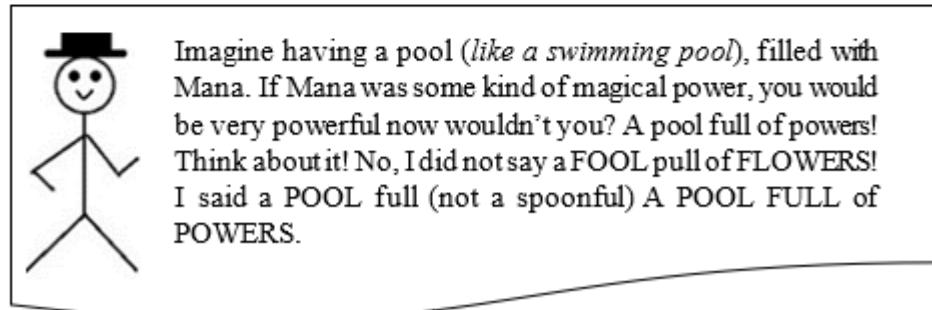 Imagine having a pool (like a swimming pool), filled with
Mana. If Mana was some kind of magical power, you would
be very powerful now wouldn't you? A pool full of powers!
Think about it! No, I did not say a FOOL pull of FLOWERS!
I said a POOL full (not a spoonful) A POOL FULL of
POWERS.